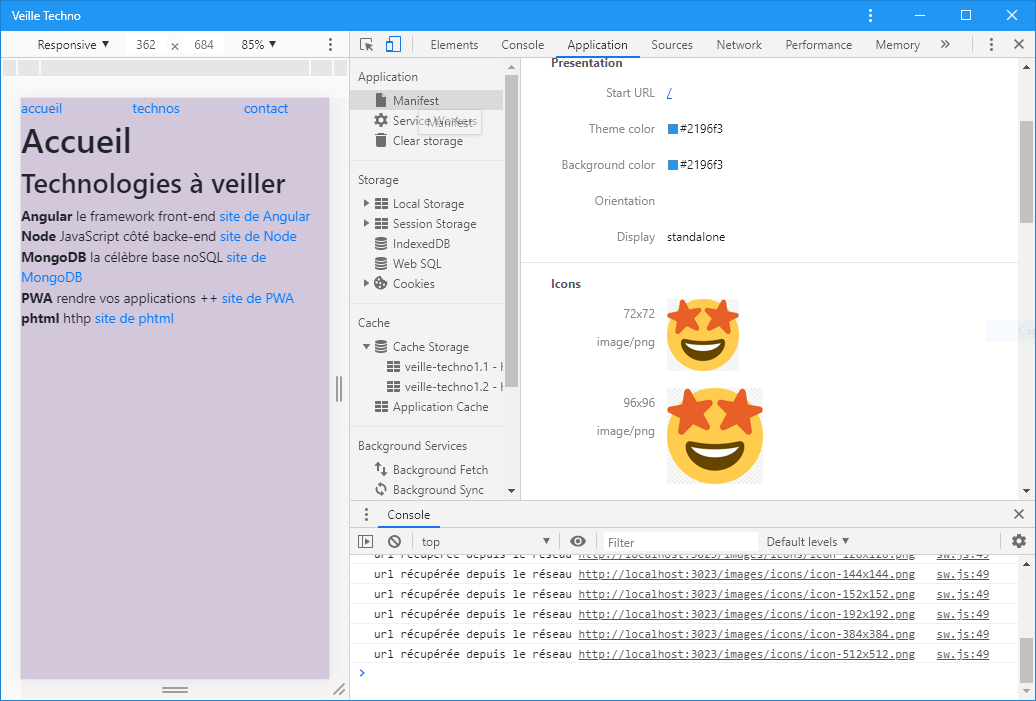 Veille Techno
Responsive ▼ 362 x 684 85% ▼
Elements Console Application Sources Network Performance Memory »
accueil technos contact
Accueil
Technologies à veiller
Angular le framework front-end site de Angular
Node JavaScript côté backe-end site de Node
MongoDB la célèbre base noSQL site de
MongoDB
PWA rendre vos applications ++ site de PWA
phtml hthp site de phtml
Application
Manifest
Service Workers
Manifest
Clear storage
Storage
Local Storage
Session Storage
IndexedDB
Web SQL
Cookies
Cache
Cache Storage
veille-techno1.1 - h
veille-techno1.2 - h
Application Cache
Background Services
Background Fetch
Background Sync
Presentation
Start URL /
Theme color #2196f3
Background color #2196f3
Orientation
Display standalone
Icons
72x72
image/png
96x96
image/png
Console
top ▼ Filter Default levels ▼
url récupérée depuis le réseau http://localhost:3023/images/icons/icon-128x128.png sw.js:49
url récupérée depuis le réseau http://localhost:3023/images/icons/icon-144x144.png sw.js:49
url récupérée depuis le réseau http://localhost:3023/images/icons/icon-152x152.png sw.js:49
url récupérée depuis le réseau http://localhost:3023/images/icons/icon-192x192.png sw.js:49
url récupérée depuis le réseau http://localhost:3023/images/icons/icon-384x384.png sw.js:49
url récupérée depuis le réseau http://localhost:3023/images/icons/icon-512x512.png sw.js:49
>